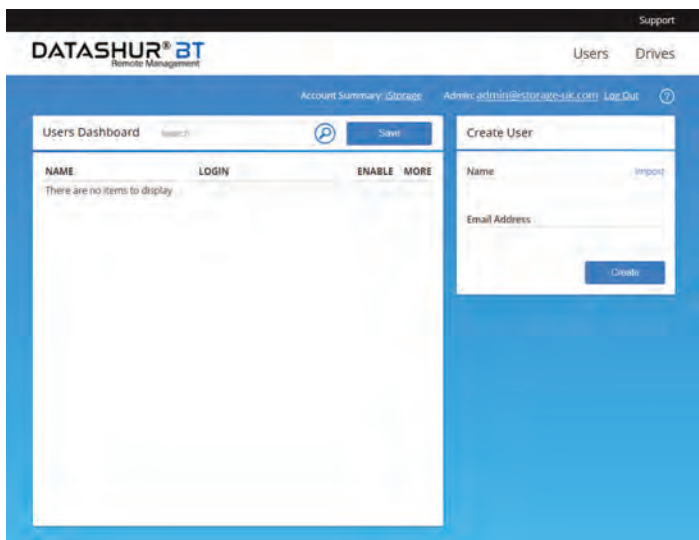 Support
DATASHUR® BT
Remote Management
Users Drives
Account Summary: iStorage Admin: admin@istorage-uk.com Log Out ?
Users Dashboard Search Save
NAME LOGIN ENABLE MORE
There are no items to display
Create User
Name Import
Email Address
Create